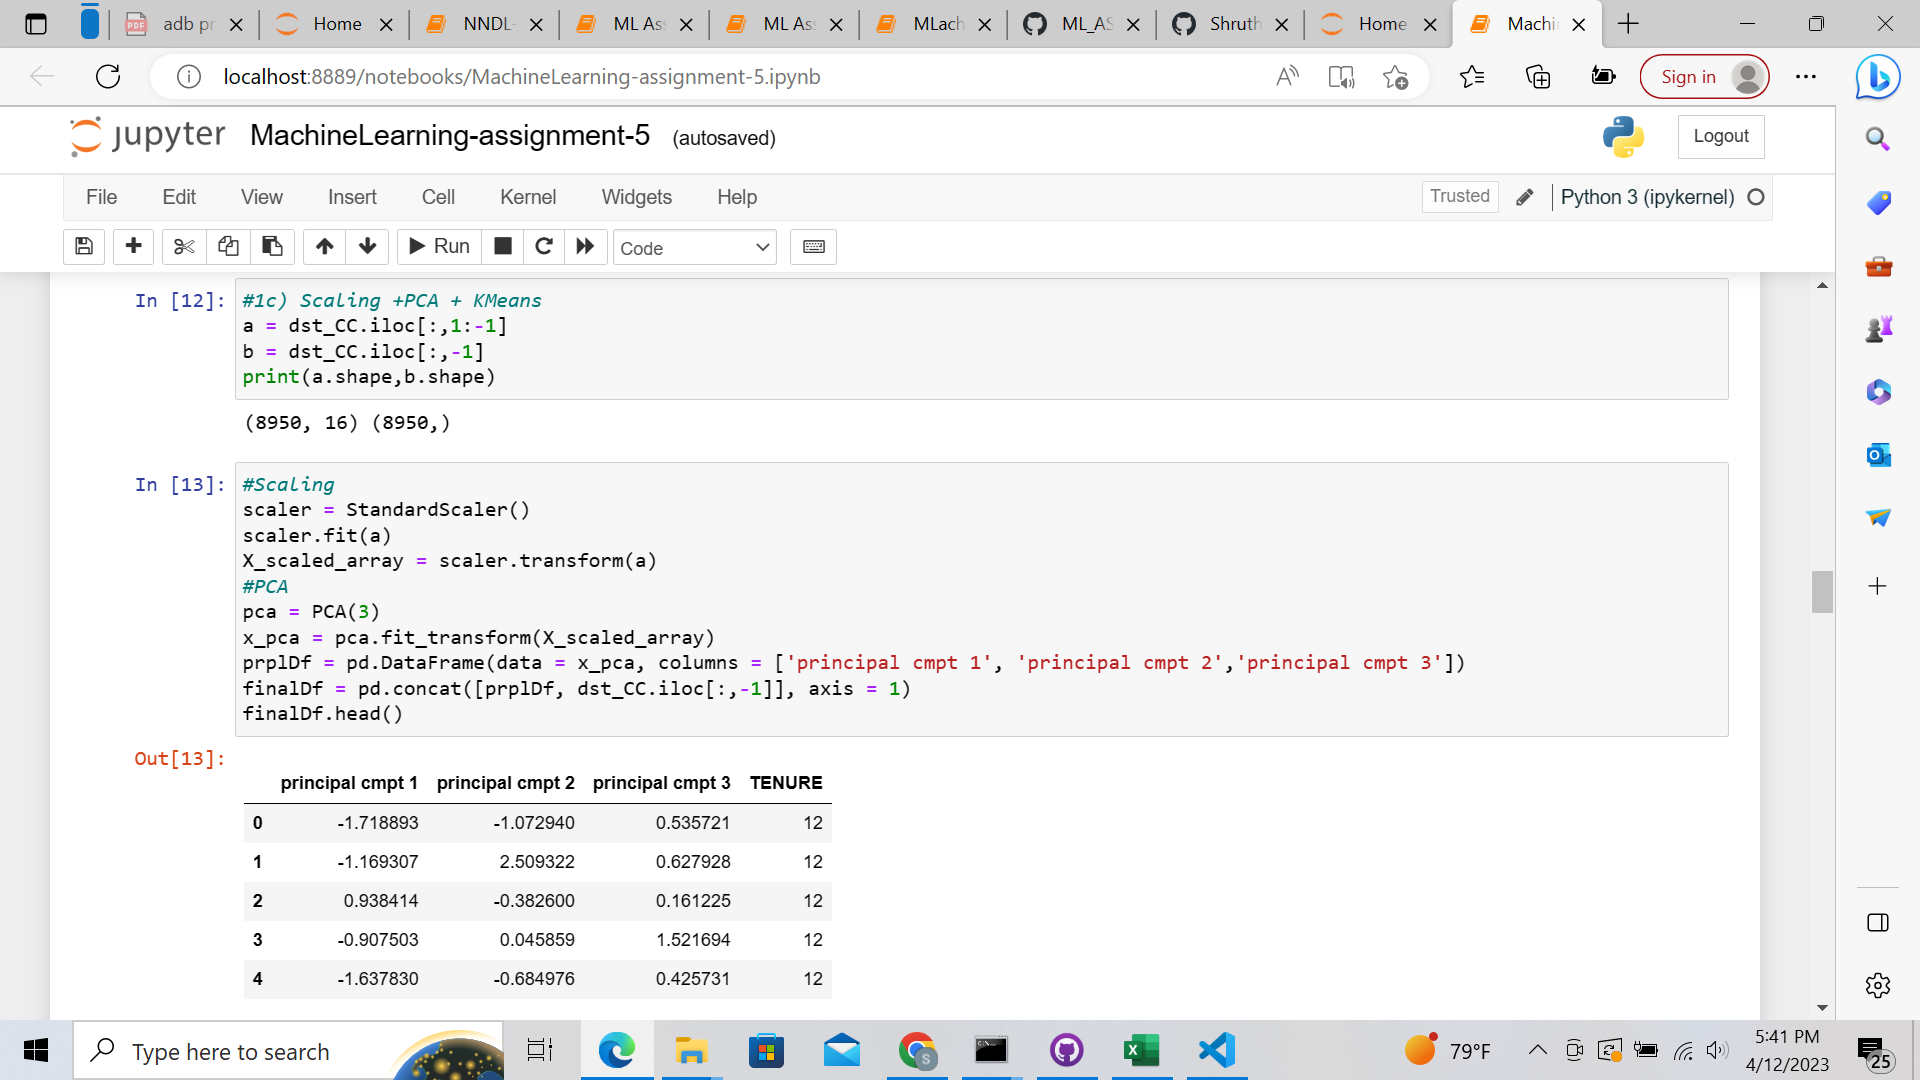 adb pr
Home
NNDL-
ML Ass
ML Ass
MLach
ML_AS
Shruth
Home
Machi
localhost:8889/notebooks/MachineLearning-assignment-5.ipynb
Sign in
jupyter MachineLearning-assignment-5 (autosaved)
Logout
File Edit View Insert Cell Kernel Widgets Help
Trusted
Python 3 (ipykernel)
Run
Code
In [12]: #1c) Scaling +PCA + KMeans
a = dst_CC.iloc[:,1:-1]
b = dst_CC.iloc[:,-1]
print(a.shape,b.shape)
(8950, 16) (8950,)
In [13]: #Scaling
scaler = StandardScaler()
scaler.fit(a)
X_scaled_array = scaler.transform(a)
#PCA
pca = PCA(3)
x_pca = pca.fit_transform(X_scaled_array)
prplDf = pd.DataFrame(data = x_pca, columns = ['principal cmpt 1', 'principal cmpt 2','principal cmpt 3'])
finalDf = pd.concat([prplDf, dst_CC.iloc[:,-1]], axis = 1)
finalDf.head()
Out[13]:
principal cmpt 1 principal cmpt 2 principal cmpt 3 TENURE
0 -1.718893 -1.072940 0.535721 12
1 -1.169307 2.509322 0.627928 12
2 0.938414 -0.382600 0.161225 12
3 -0.907503 0.045859 1.521694 12
4 -1.637830 -0.684976 0.425731 12
Type here to search
79°F
5:41 PM
4/12/2023
25